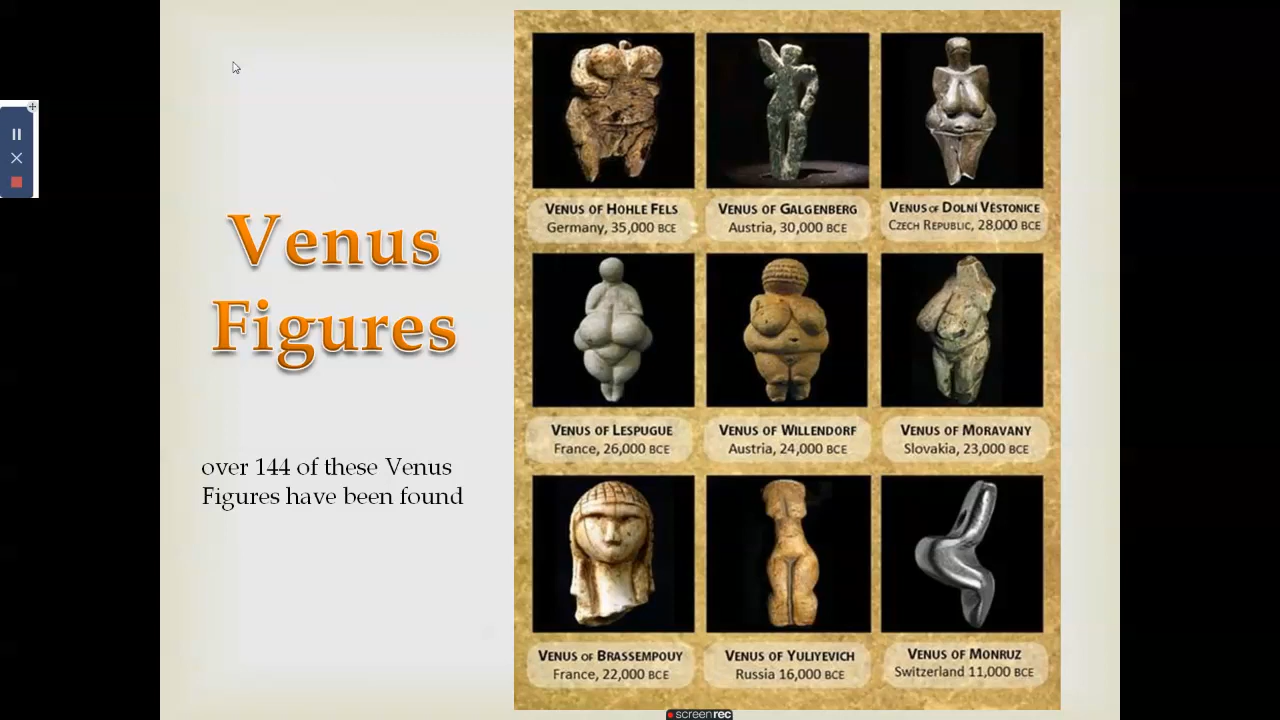 Venus
Figures
over 144 of these Venus
Figures have been found
VENUS OF HOHLE FELS
Germany, 35,000 BCE
VENUS OF GALGENBERG
Austria, 30,000 BCE
VENUS OF DOLNÍ VĚSTONICE
CZECH REPUBLIC, 28,000 BCE
VENUS OF LESPUGUE
France, 26,000 BCE
VENUS OF WILLENDORF
Austria, 24,000 BCE
VENUS OF MORAVANY
Slovakia, 23,000 BCE
VENUS OF BRASSEMPOUY
France, 22,000 BCE
VENUS OF YULIYEVICH
Russia 16,000 BCE
VENUS OF MONRUZ
Switzerland 11,000 BCE
screenrec